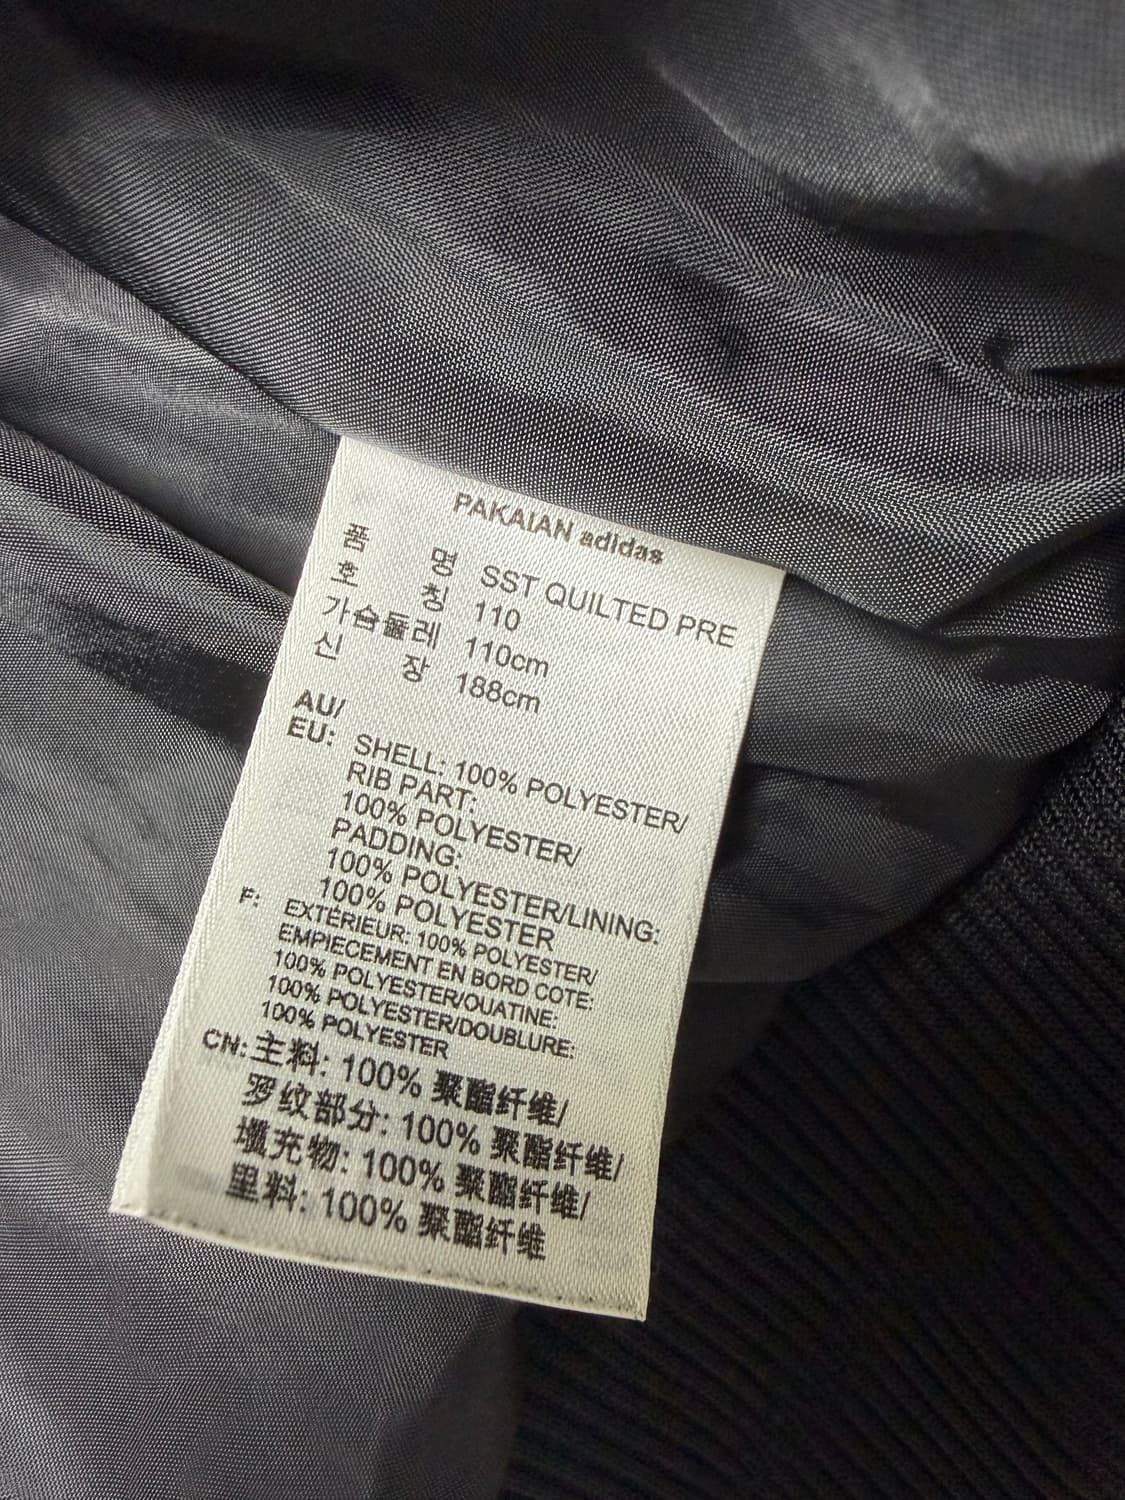 PAKAIAN adidas
품 명 SST QUILTED PRE
호 칭 110
가슴둘레 110cm
신 장 188cm
AU/
EU: SHELL: 100% POLYESTER/
RIB PART:
100% POLYESTER/
PADDING:
100% POLYESTER/LINING:
100% POLYESTER
F: EXTÉRIEUR: 100% POLYESTER/
EMPIECEMENT EN BORD COTE:
100% POLYESTER/OUATINE:
100% POLYESTER/DOUBLURE:
100% POLYESTER
CN: 主料: 100% 聚酯纤维/
罗纹部分: 100% 聚酯纤维/
填充物: 100% 聚酯纤维/
里料: 100% 聚酯纤维